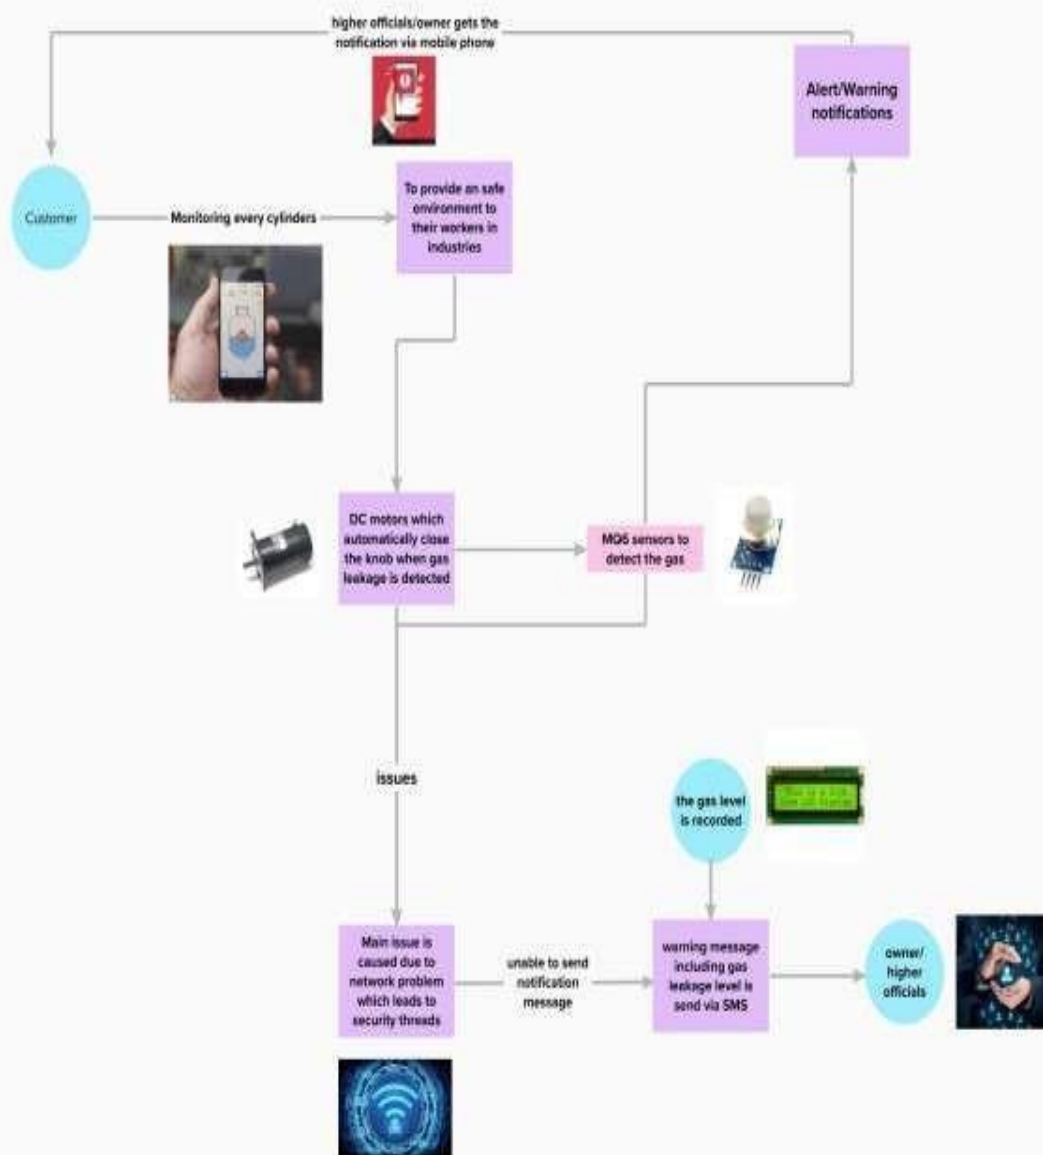 higher officials/owner gets the
notification via mobile phone
Alert/Warning
notifications
Customer
Monitoring every cylinders
To provide an safe
environment to
their workers in
industries
DC motors which
automatically close
the knob when gas
leakage is detected
MQ6 sensors to
detect the gas
issues
the gas level
is recorded
Main issue is
caused due to
network problem
which leads to
security threads
unable to send
notification
message
warning message
including gas
leakage level is
send via SMS
owner/
higher
officials